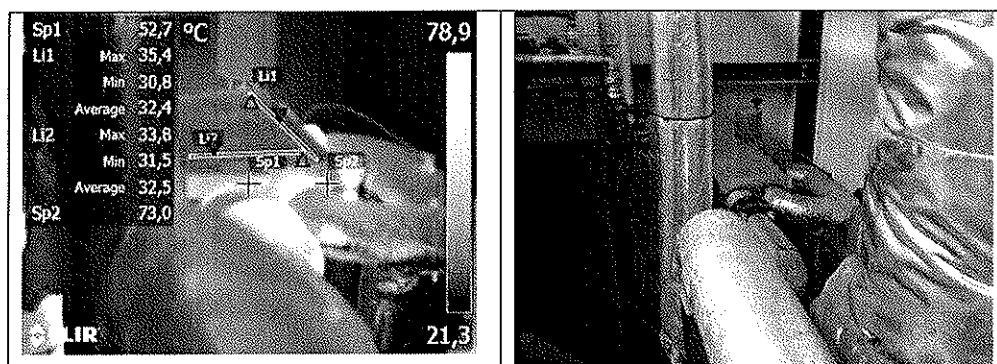 Sp1 52,7 °C 78,9
Li1 Max 35,4
Min 30,8
Average 32,4
Li2 Max 33,8
Min 31,5
Average 32,5
Sp2 73,0
Li1
Li2
Sp1 Sp2
FLIR 21,3